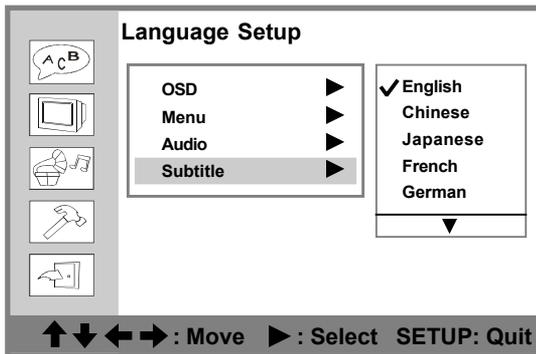 Language Setup
A C B
OSD
Menu
Audio
Subtitle
English
Chinese
Japanese
French
German
: Move : Select SETUP: Quit